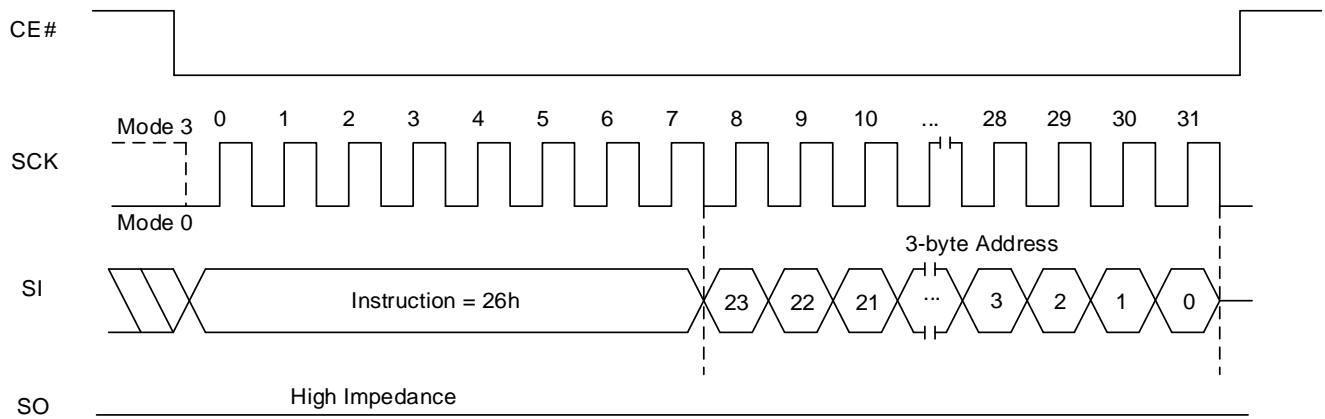 CE#
Mode 3
0 1 2 3 4 5 6 7 8 9 10 ... 28 29 30 31
SCK
Mode 0
3-byte Address
SI
Instruction = 26h
23 22 21 ... 3 2 1 0
High Impedance
SO